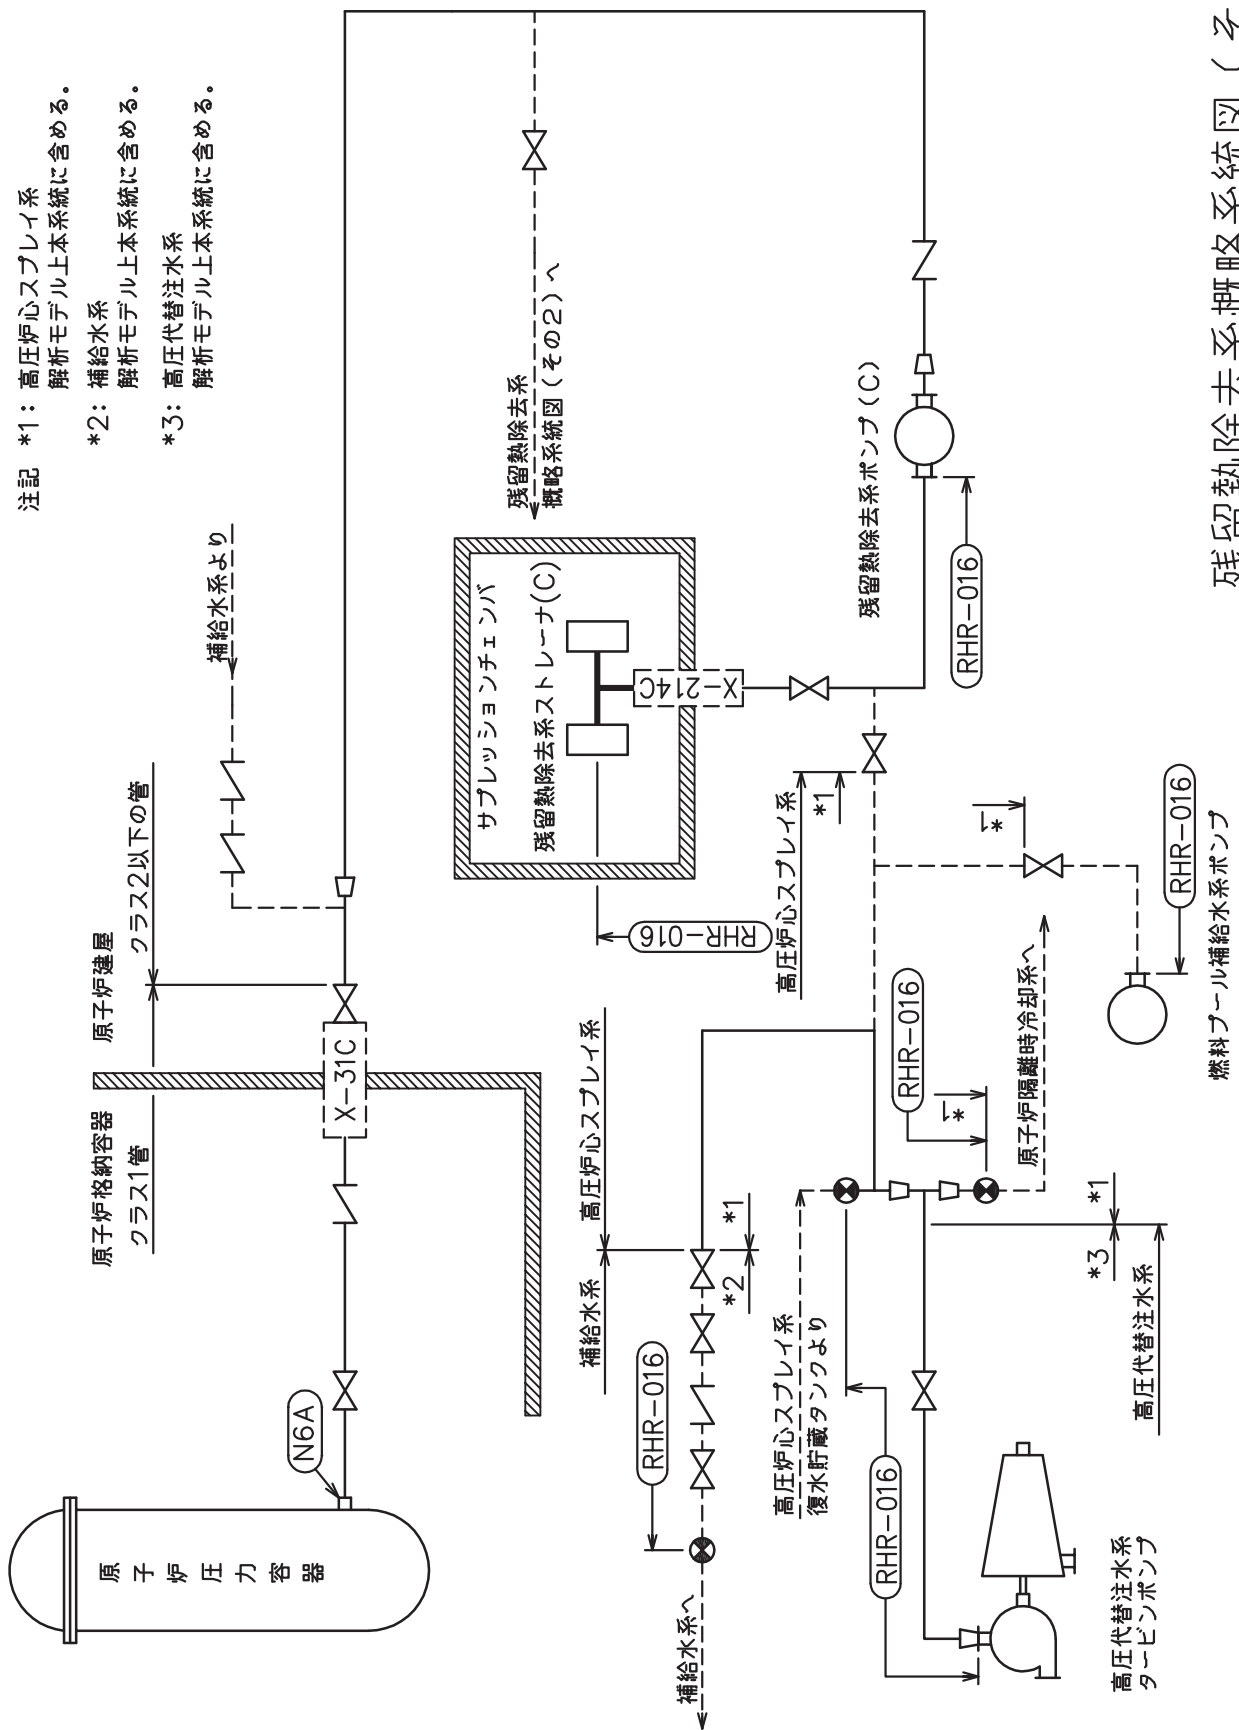 注記 *1：高圧炉心スプレイ系
解析モデル上本系統に含める。
*2：補給水系
解析モデル上本系統に含める。
*3：高圧代替注水系
解析モデル上本系統に含める。
原子炉圧力容器
N6A
原子炉格納容器
原子炉建屋
クラス1管
クラス2以下の管
X-31C
補給水系より
残留熱除去系
概略系統図（その2）へ
サプレッションチェンバ
残留熱除去系ストレーナ(C)
X-214C
RHR-016
残留熱除去系ポンプ(C)
RHR-016
補給水系
高圧炉心スプレイ系
*2
*1
RHR-016
補給水系へ
高圧炉心スプレイ系
*1
高圧炉心スプレイ系
復水貯蔵タンクより
RHR-016
*1
原子炉隔離時冷却系へ
*1
RHR-016
燃料プール補給水系ポンプ
*3
*1
高圧代替注水系
RHR-016
高圧代替注水系
タービンポンプ
残留熱除去系概略系統図（そ